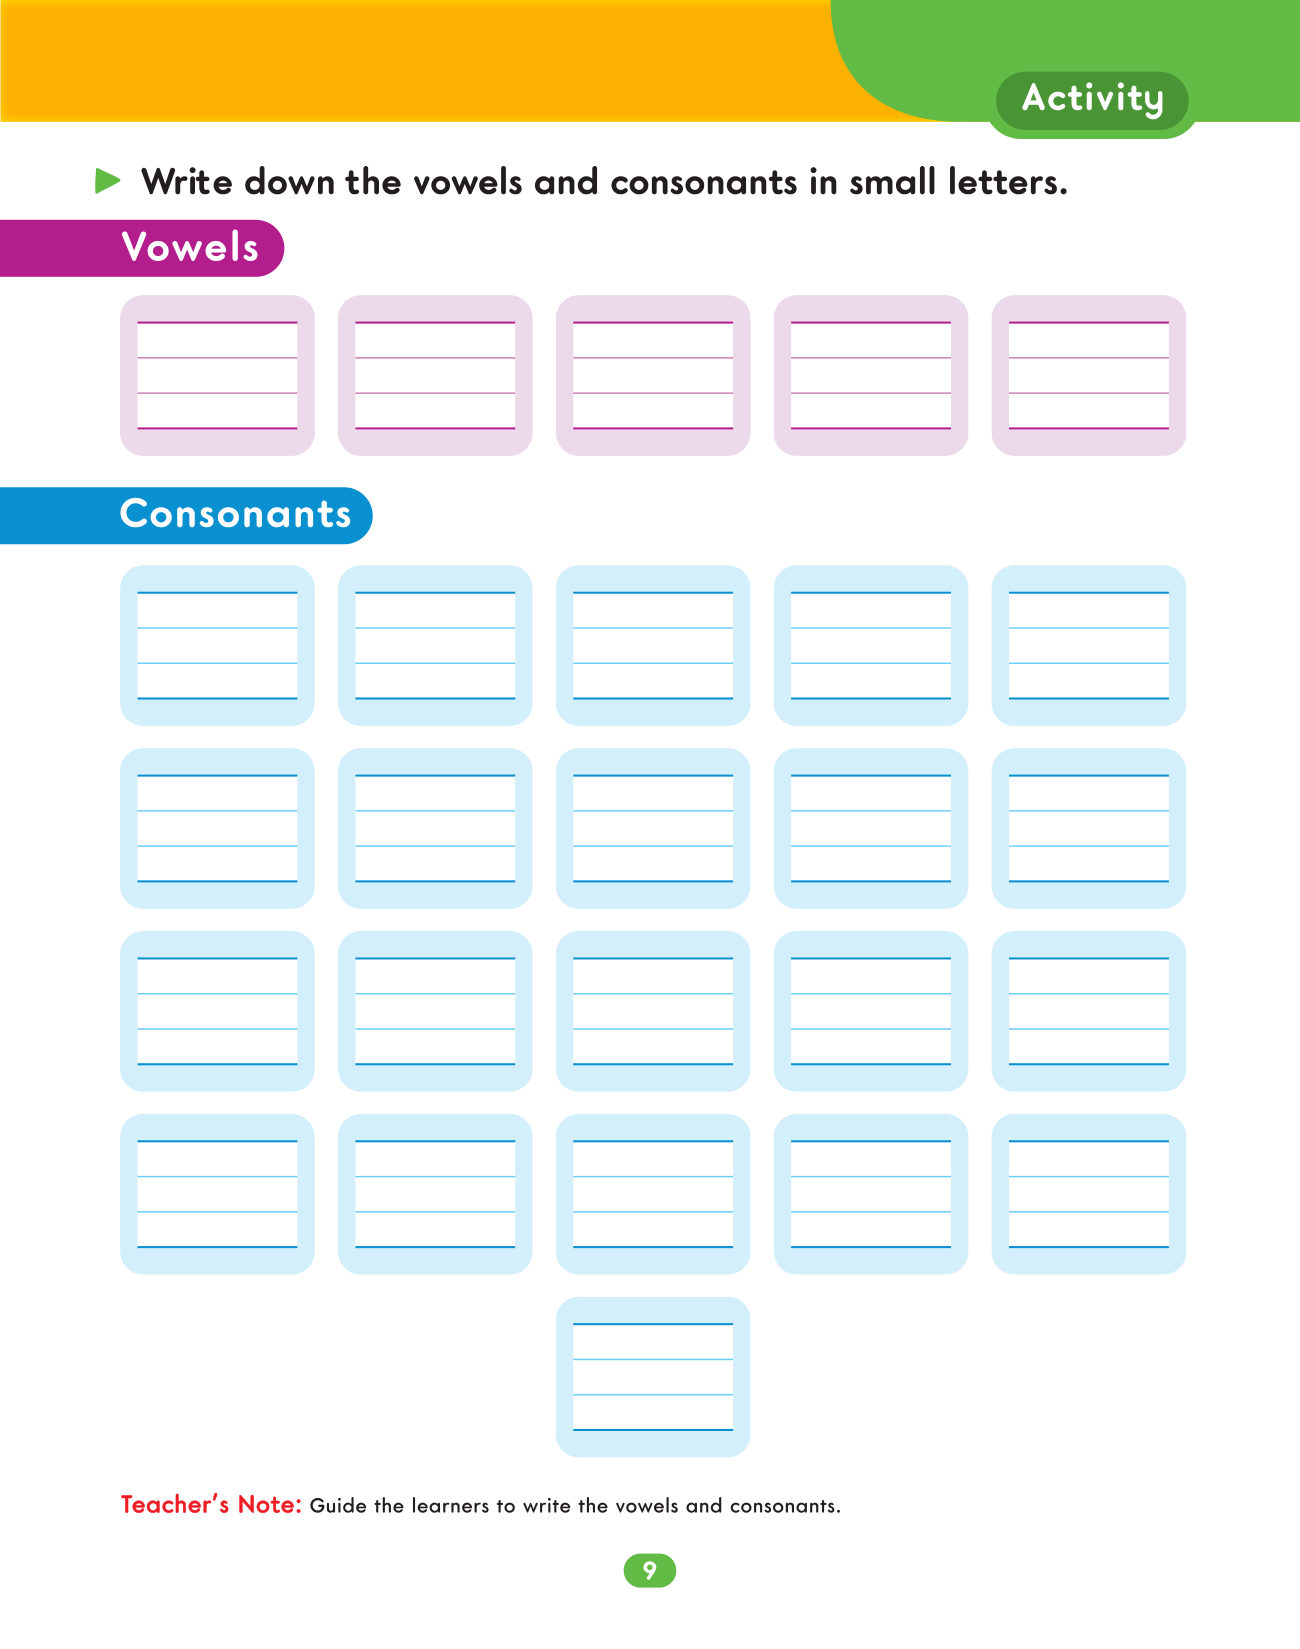 Activity
Write down the vowels and consonants in small letters.
Vowels
Consonants
Teacher's Note: Guide the learners to write the vowels and consonants.
9